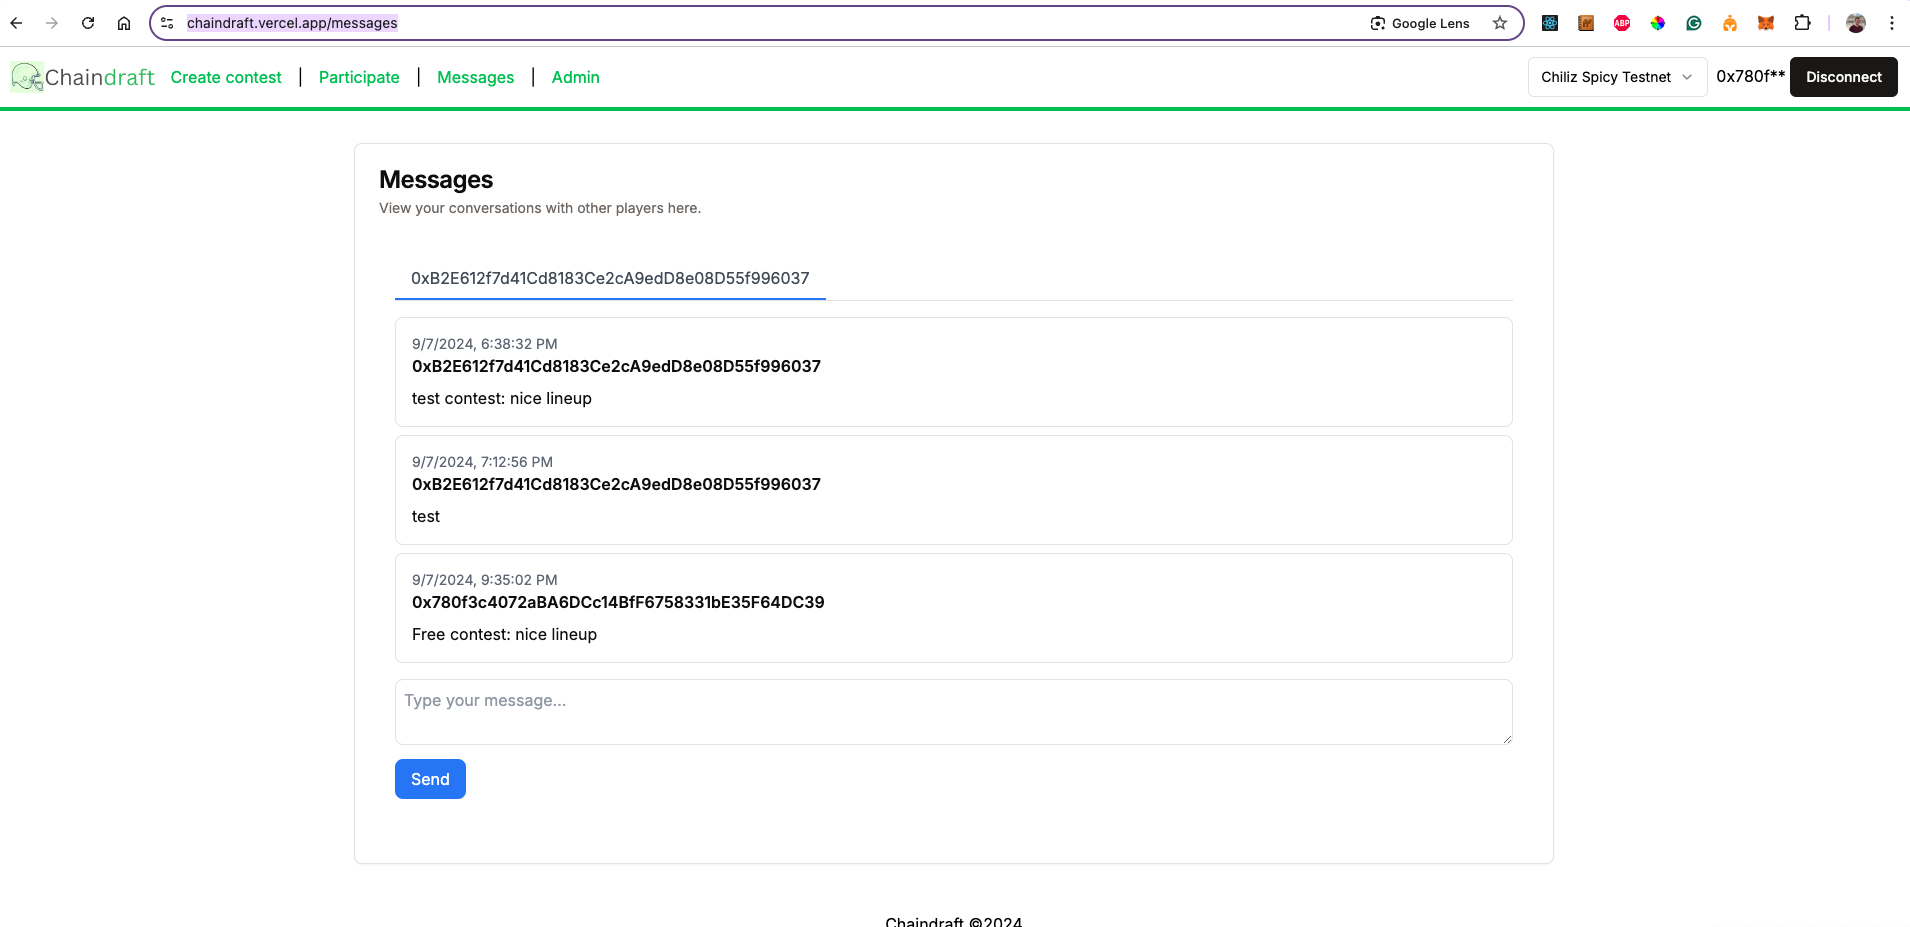 chaindraft.vercel.app/messages
Google Lens
ABP
Chaindraft Create contest | Participate | Messages | Admin
Chiliz Spicy Testnet 0x780f** Disconnect
Messages
View your conversations with other players here.
0xB2E612f7d41Cd8183Ce2cA9edD8e08D55f996037
9/7/2024, 6:38:32 PM
0xB2E612f7d41Cd8183Ce2cA9edD8e08D55f996037
test contest: nice lineup
9/7/2024, 7:12:56 PM
0xB2E612f7d41Cd8183Ce2cA9edD8e08D55f996037
test
9/7/2024, 9:35:02 PM
0x780f3c4072aBA6DCc14BfF6758331bE35F64DC39
Free contest: nice lineup
Type your message...
Send
Chaindraft ©2024